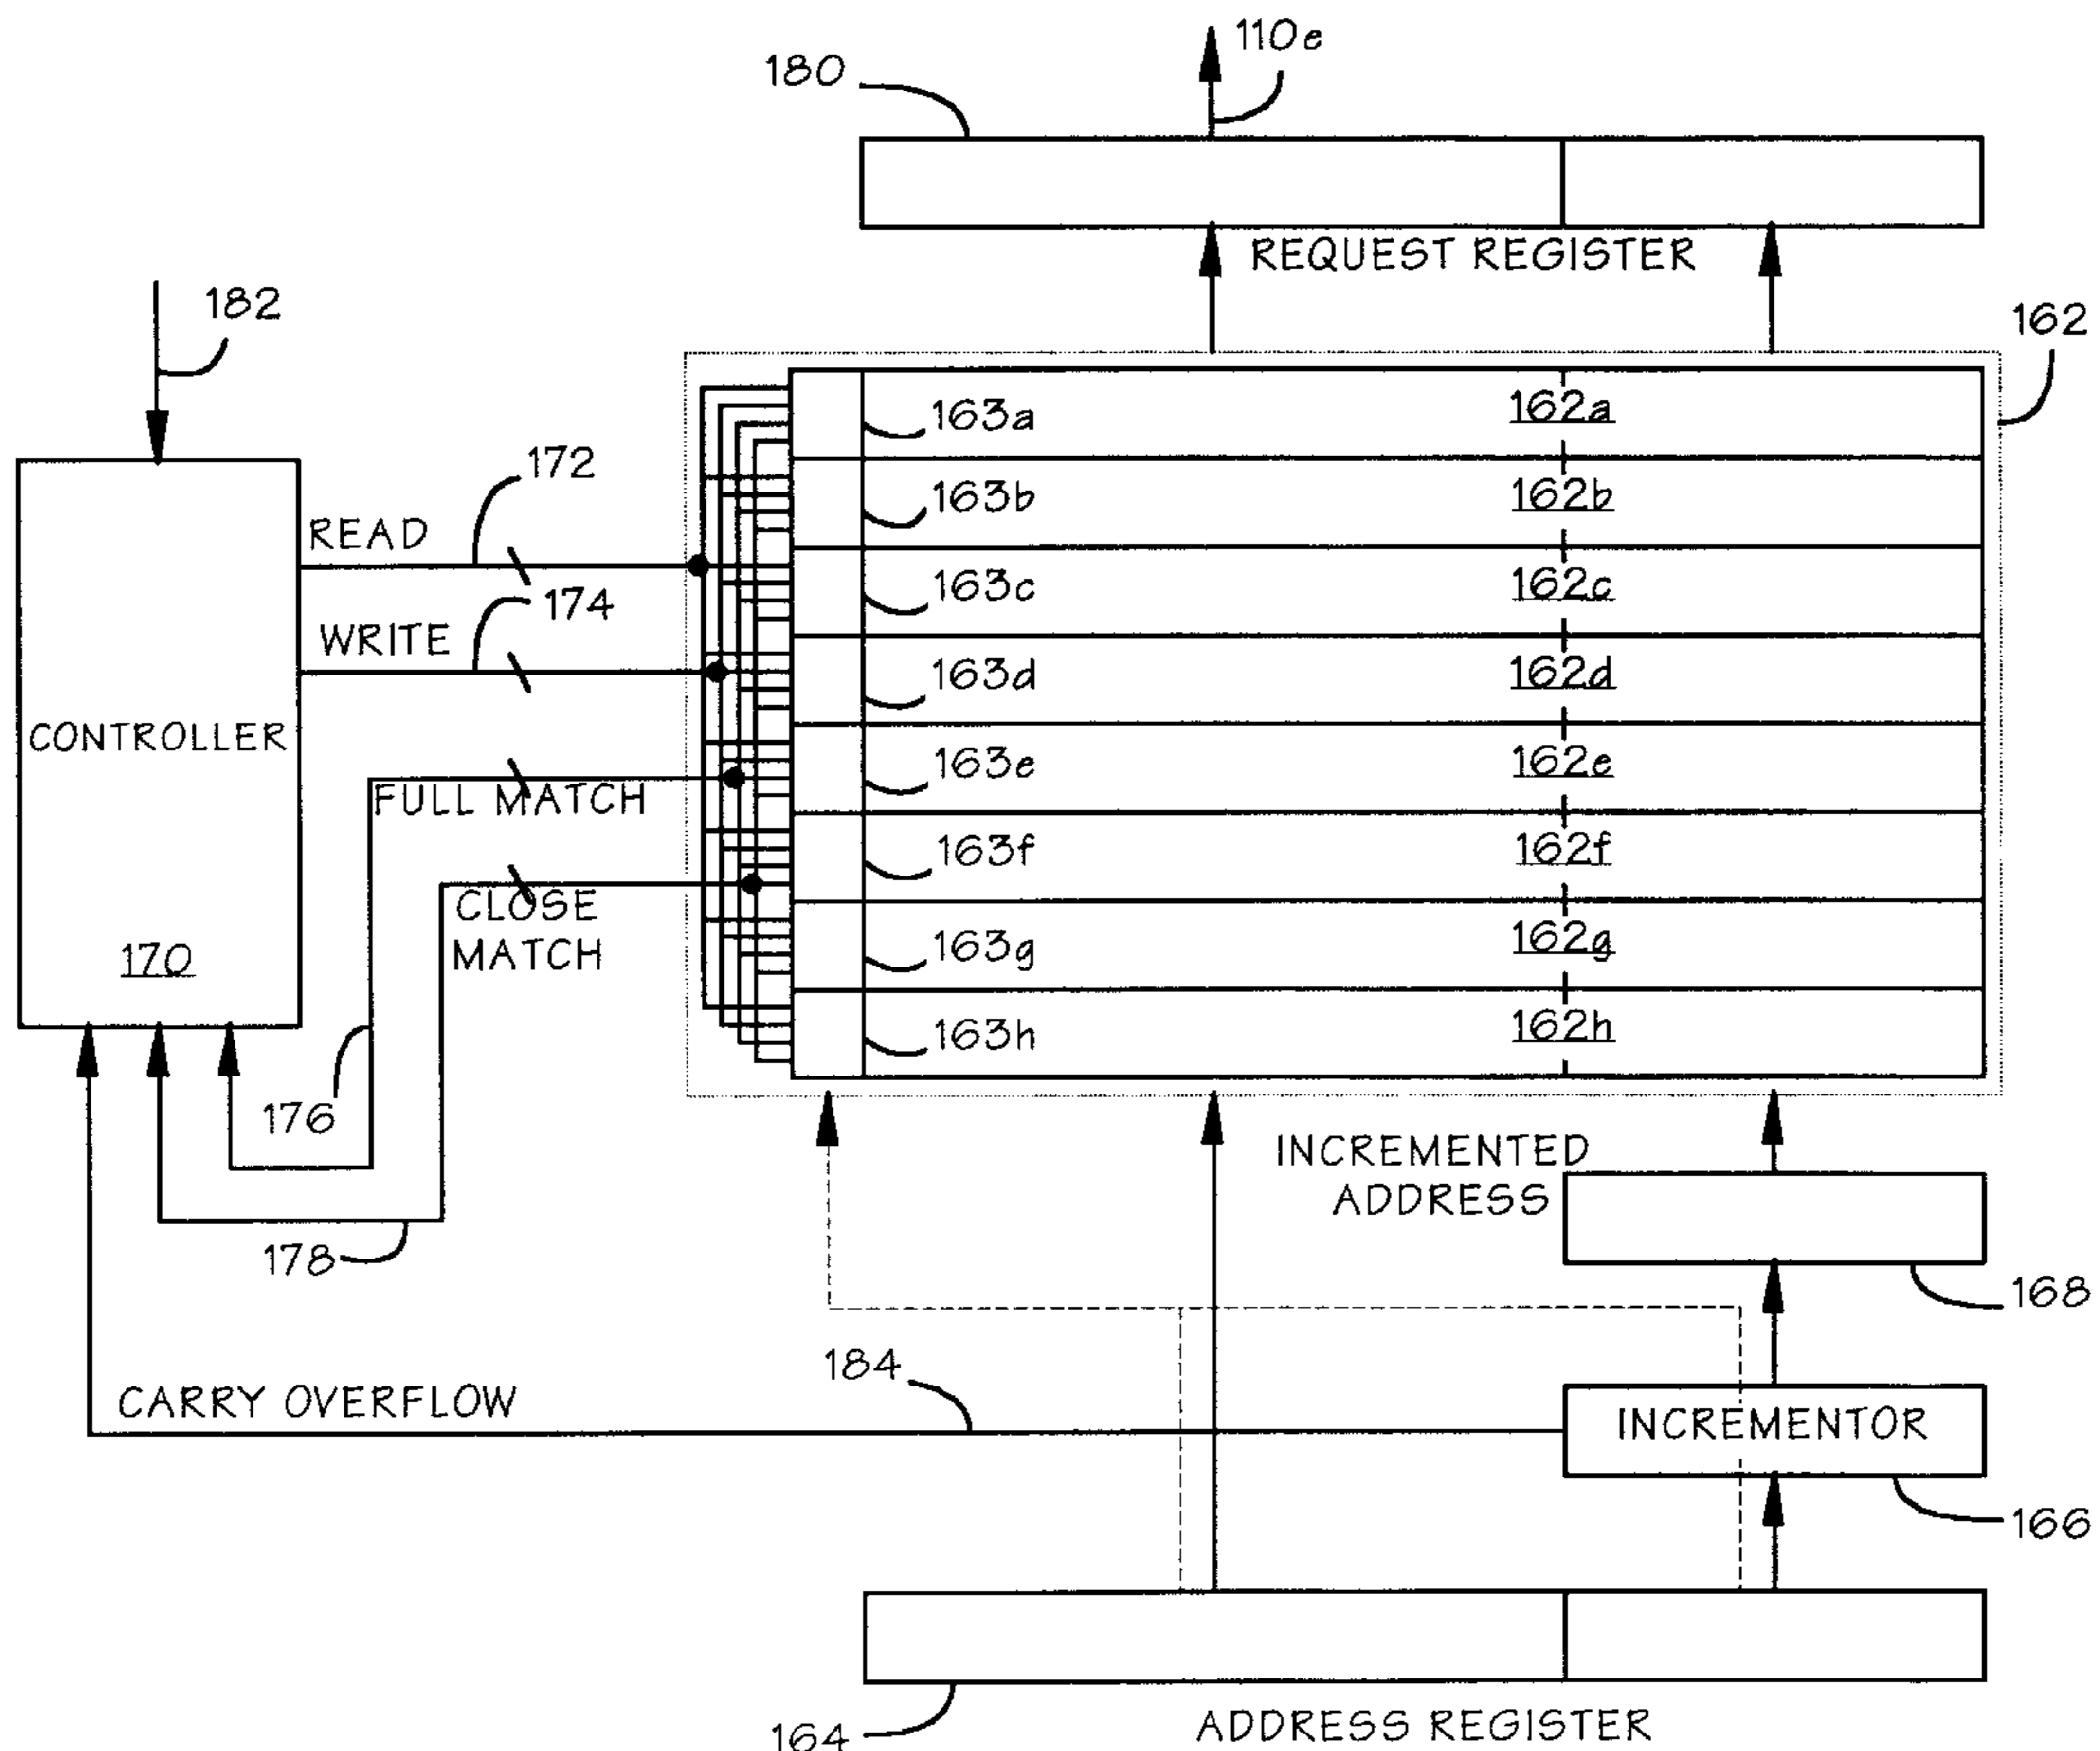 110e
180
REQUEST REGISTER
182
162
163a 162a
172
163b 162b
READ
163c 162c
174
WRITE
163d 162d
CONTROLLER
163e 162e
FULL MATCH
163f 162f
CLOSE
MATCH
163g 162g
170
163h 162h
176
INCREMENTED
ADDRESS
178
168
184
CARRY OVERFLOW
INCREMENTOR
166
164
ADDRESS REGISTER